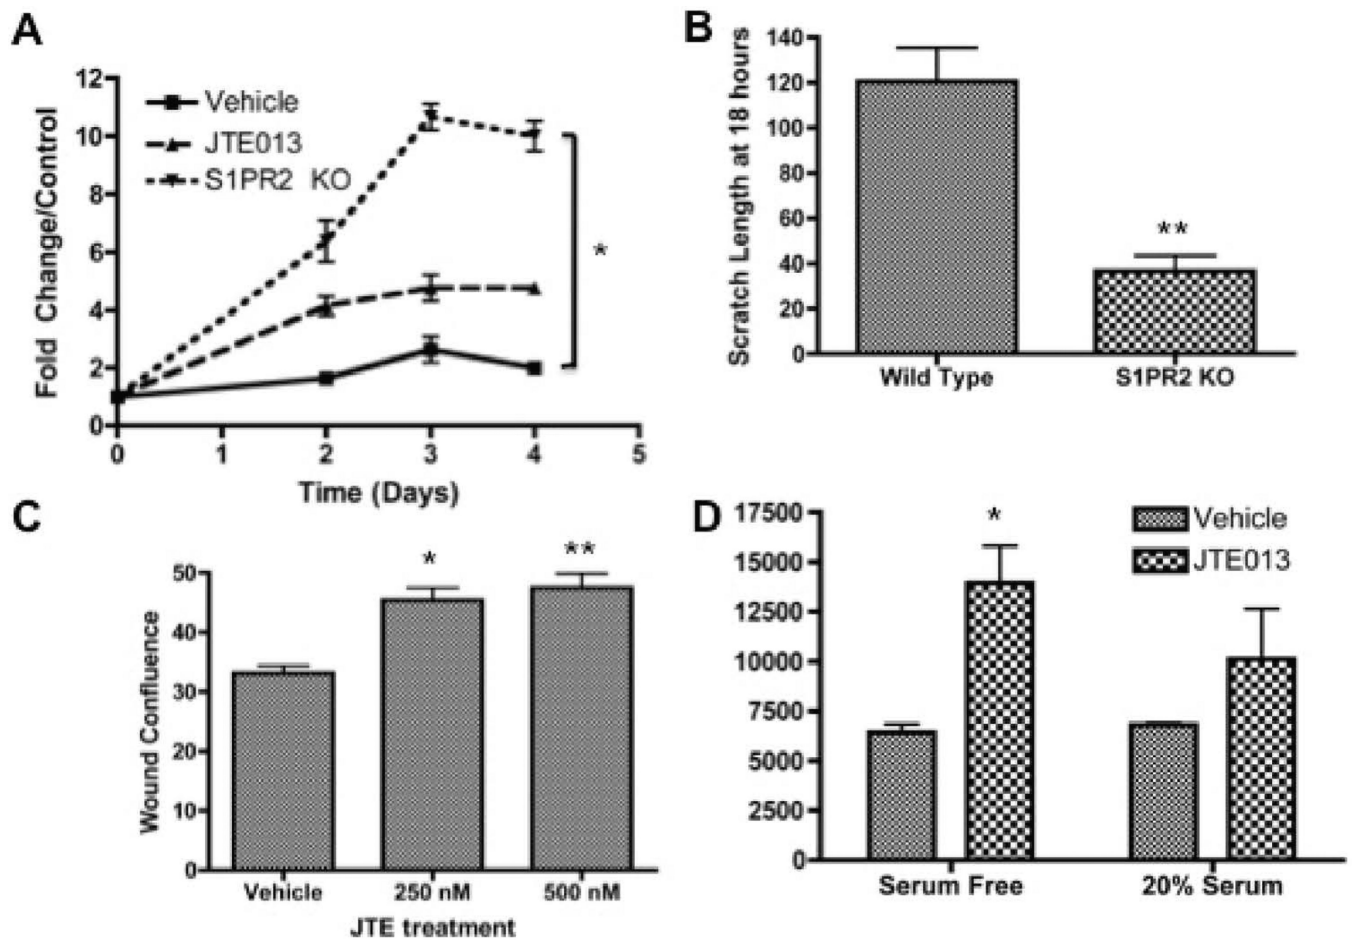 A
Fold Change/Control
12
10
8
6
4
2
0
Vehicle
JTE013
S1PR2 KO
*
0 1 2 3 4 5
Time (Days)
B
Scratch Length at 18 hours
140
120
100
80
60
40
20
0
**
Wild Type S1PR2 KO
C
Wound Confluence
50
40
30
20
10
0
* **
Vehicle 250 nM 500 nM
JTE treatment
D
17500
15000
12500
10000
7500
5000
2500
0
*
Vehicle
JTE013
Serum Free 20% Serum